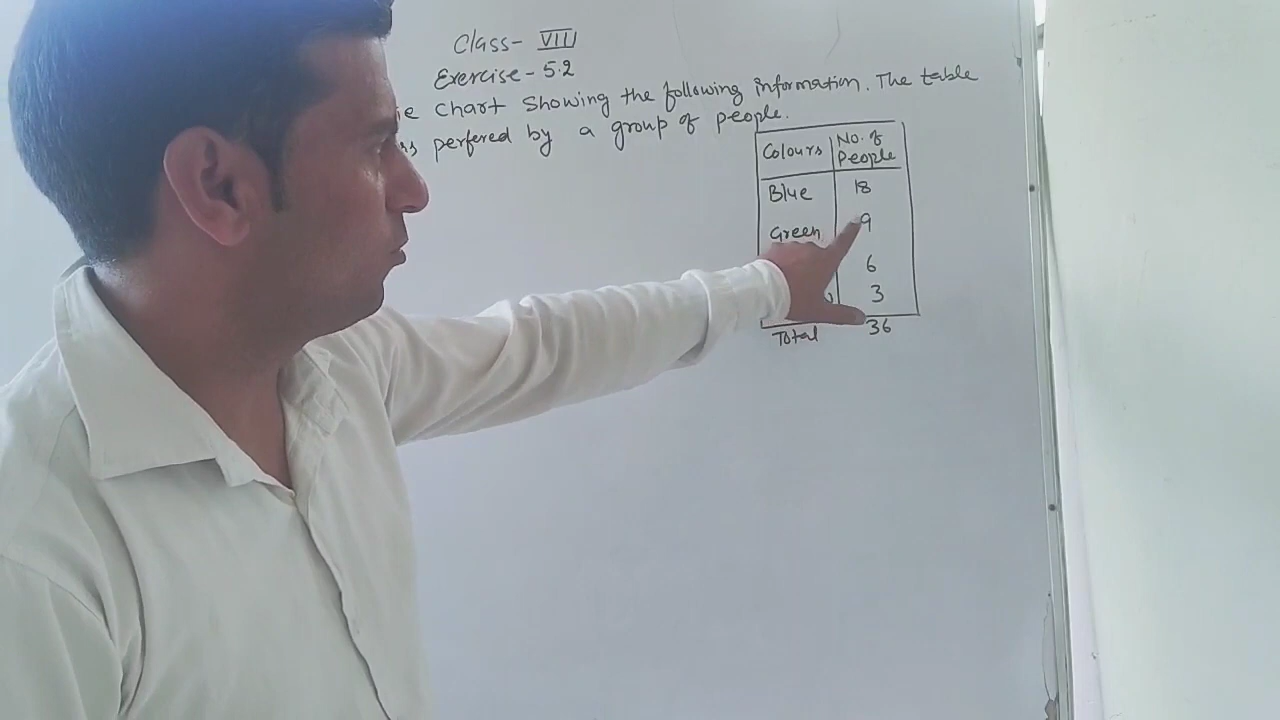 Class- VII
Exercise - 5.2
Chart Showing the following information. The table
perfered by a group of people.
Colours No. of People
Blue 18
Green 9
6
3
Total 36